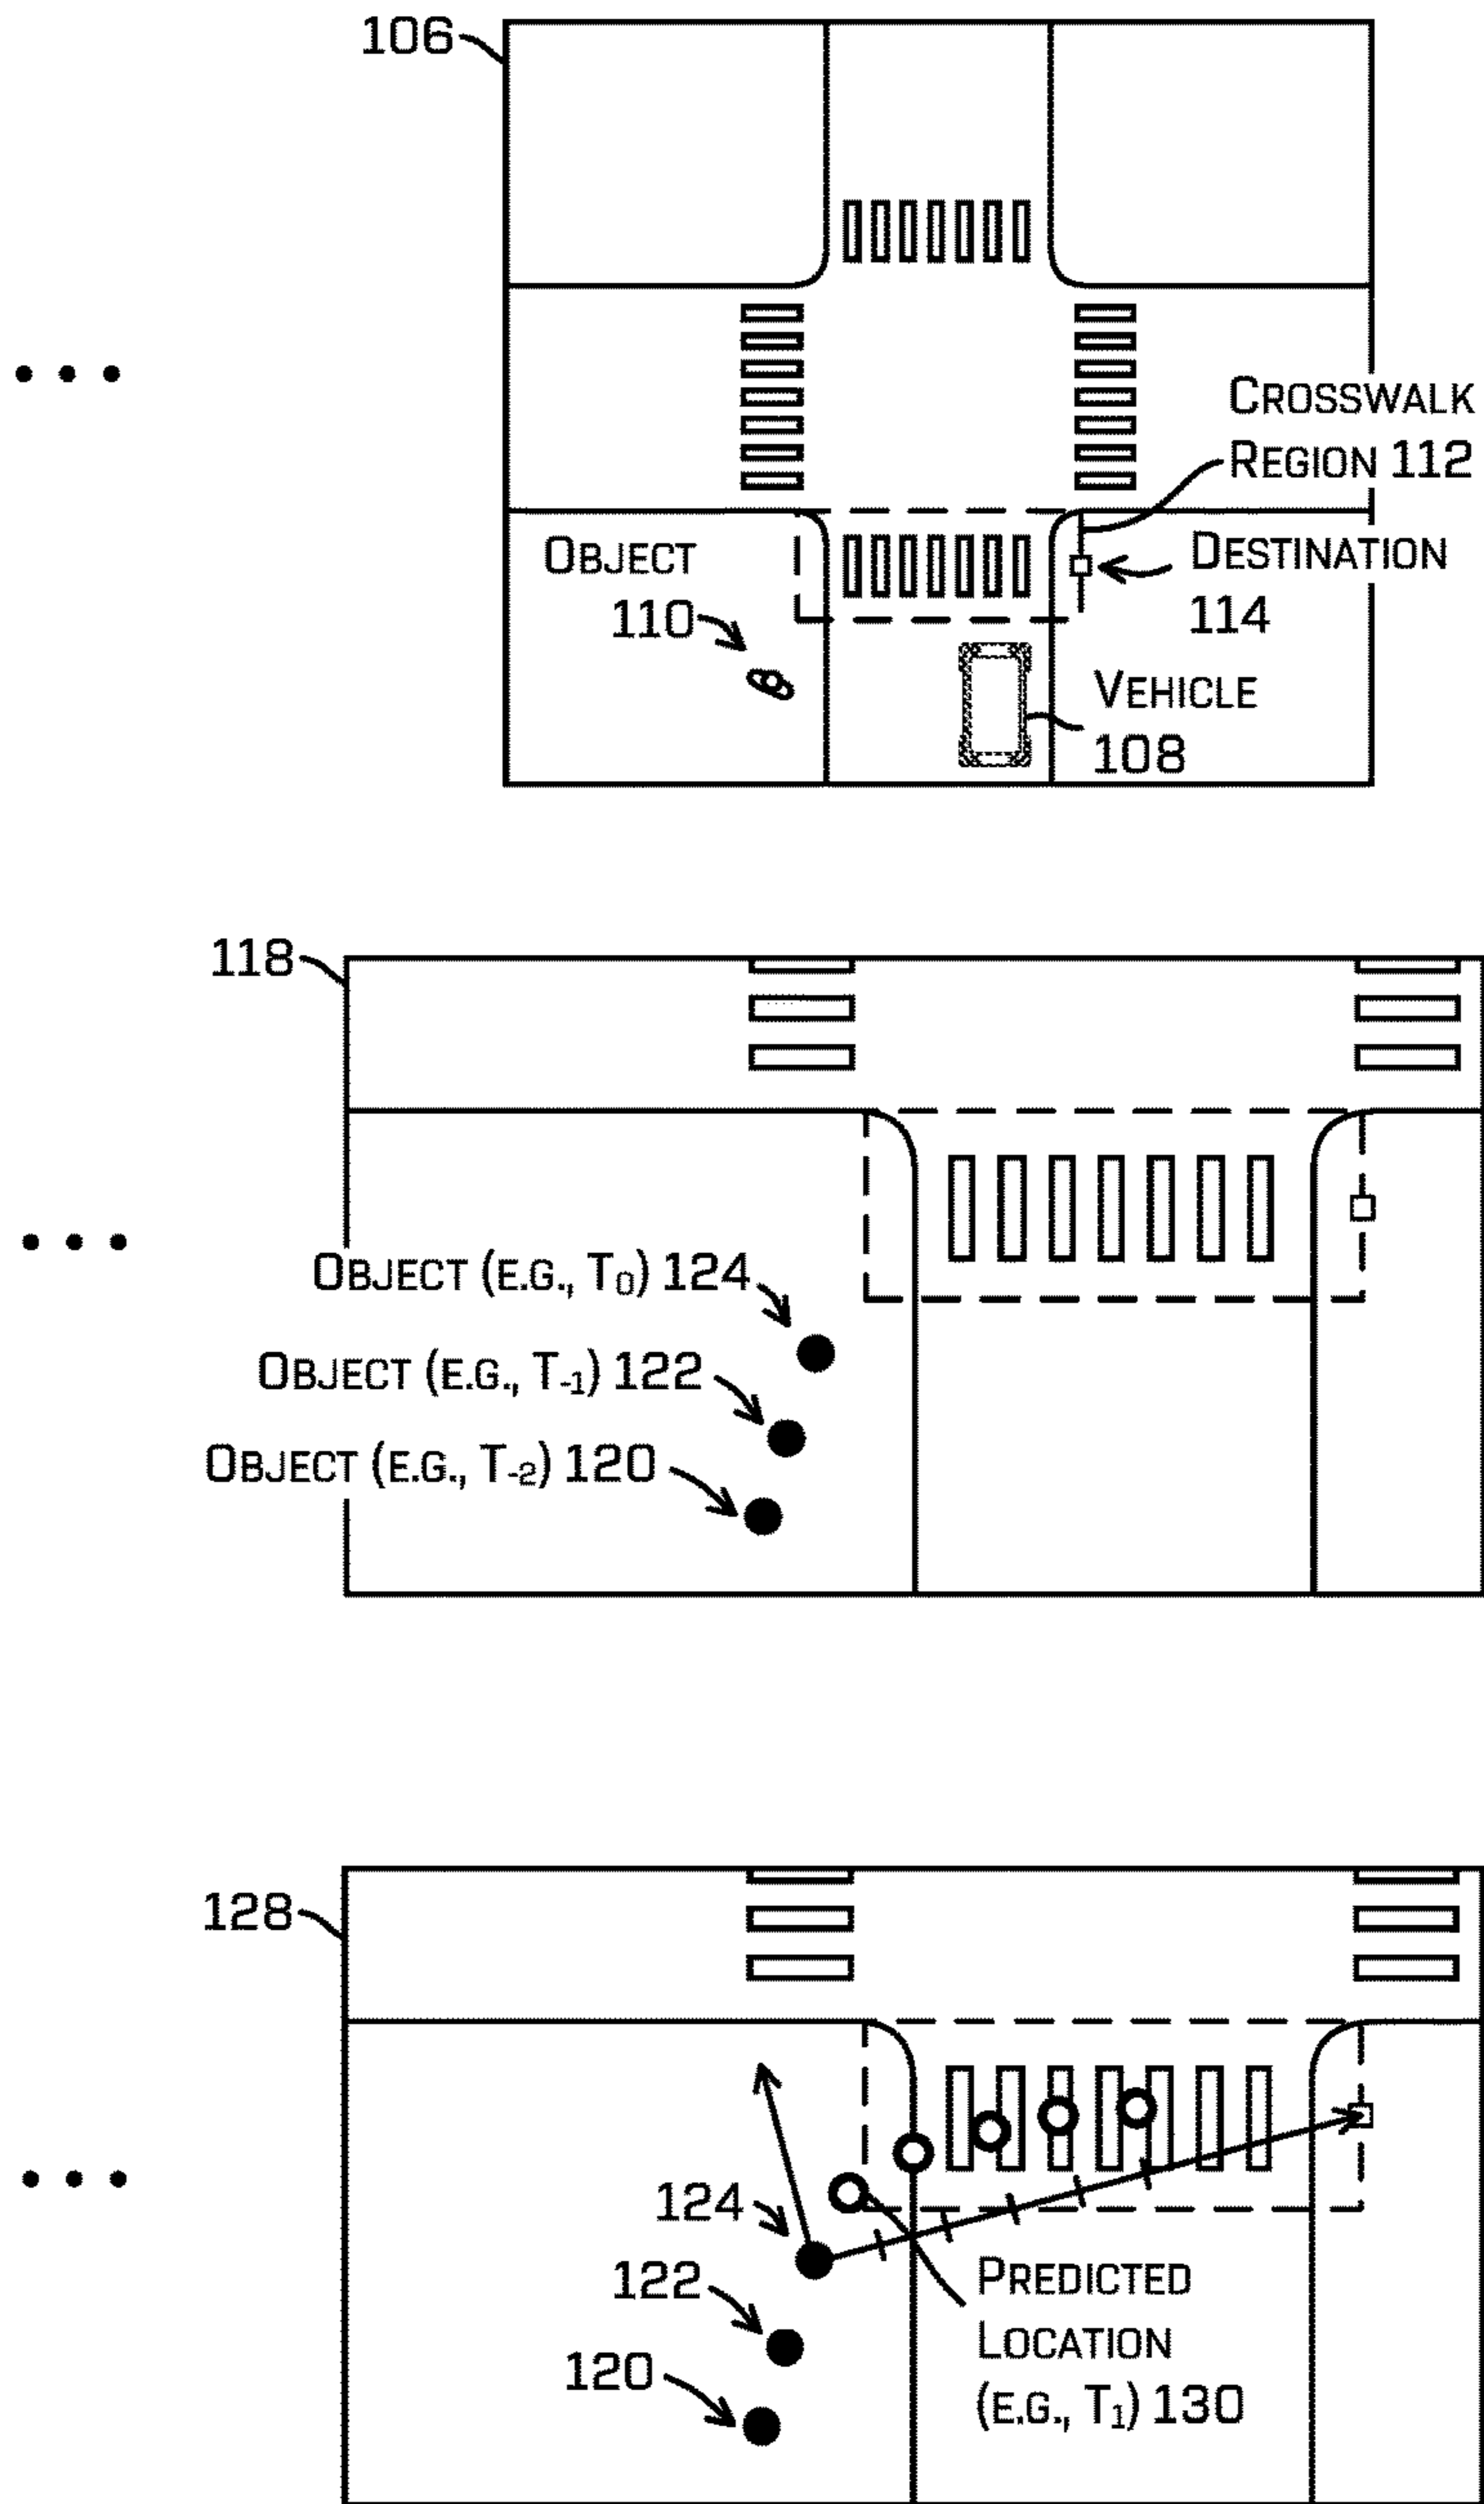 106
CROSSWALK
REGION 112
OBJECT
110
DESTINATION
114
VEHICLE
108
118
OBJECT (E.G., T0) 124
OBJECT (E.G., T-1) 122
OBJECT (E.G., T-2) 120
128
124
122
120
PREDICTED
LOCATION
(E.G., T1) 130